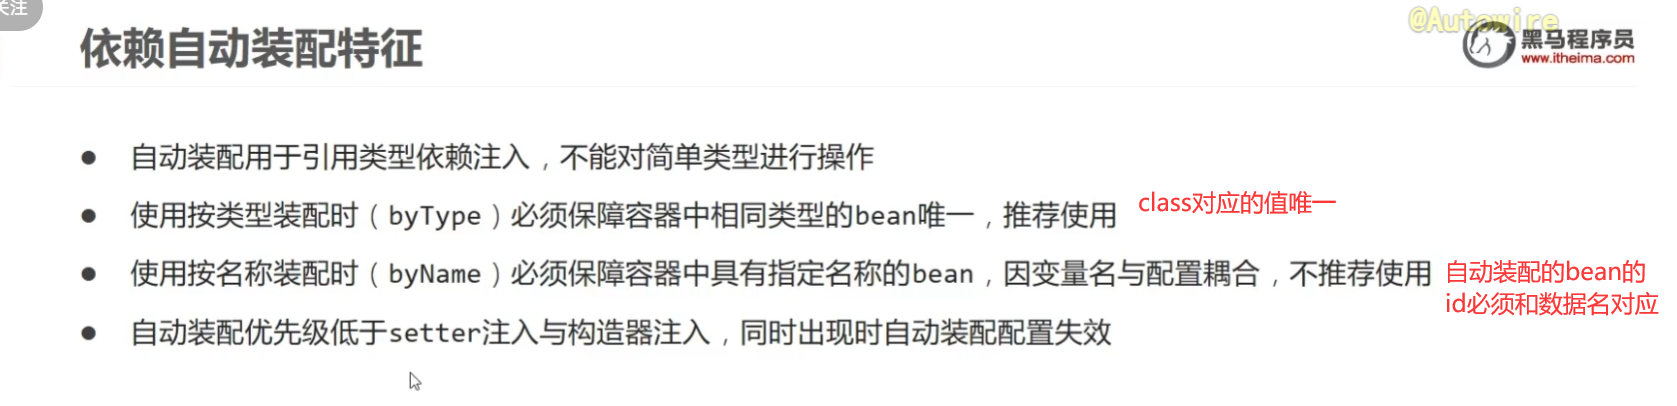 关注
@Autowire
依赖自动装配特征
黑马程序员
www.itheima.com
● 自动装配用于引用类型依赖注入，不能对简单类型进行操作
● 使用按类型装配时（byType）必须保障容器中相同类型的bean唯一，推荐使用
class对应的值唯一
● 使用按名称装配时（byName）必须保障容器中具有指定名称的bean，因变量名与配置耦合，不推荐使用
自动装配的bean的
id必须和数据名对应
● 自动装配优先级低于setter注入与构造器注入，同时出现时自动装配配置失效